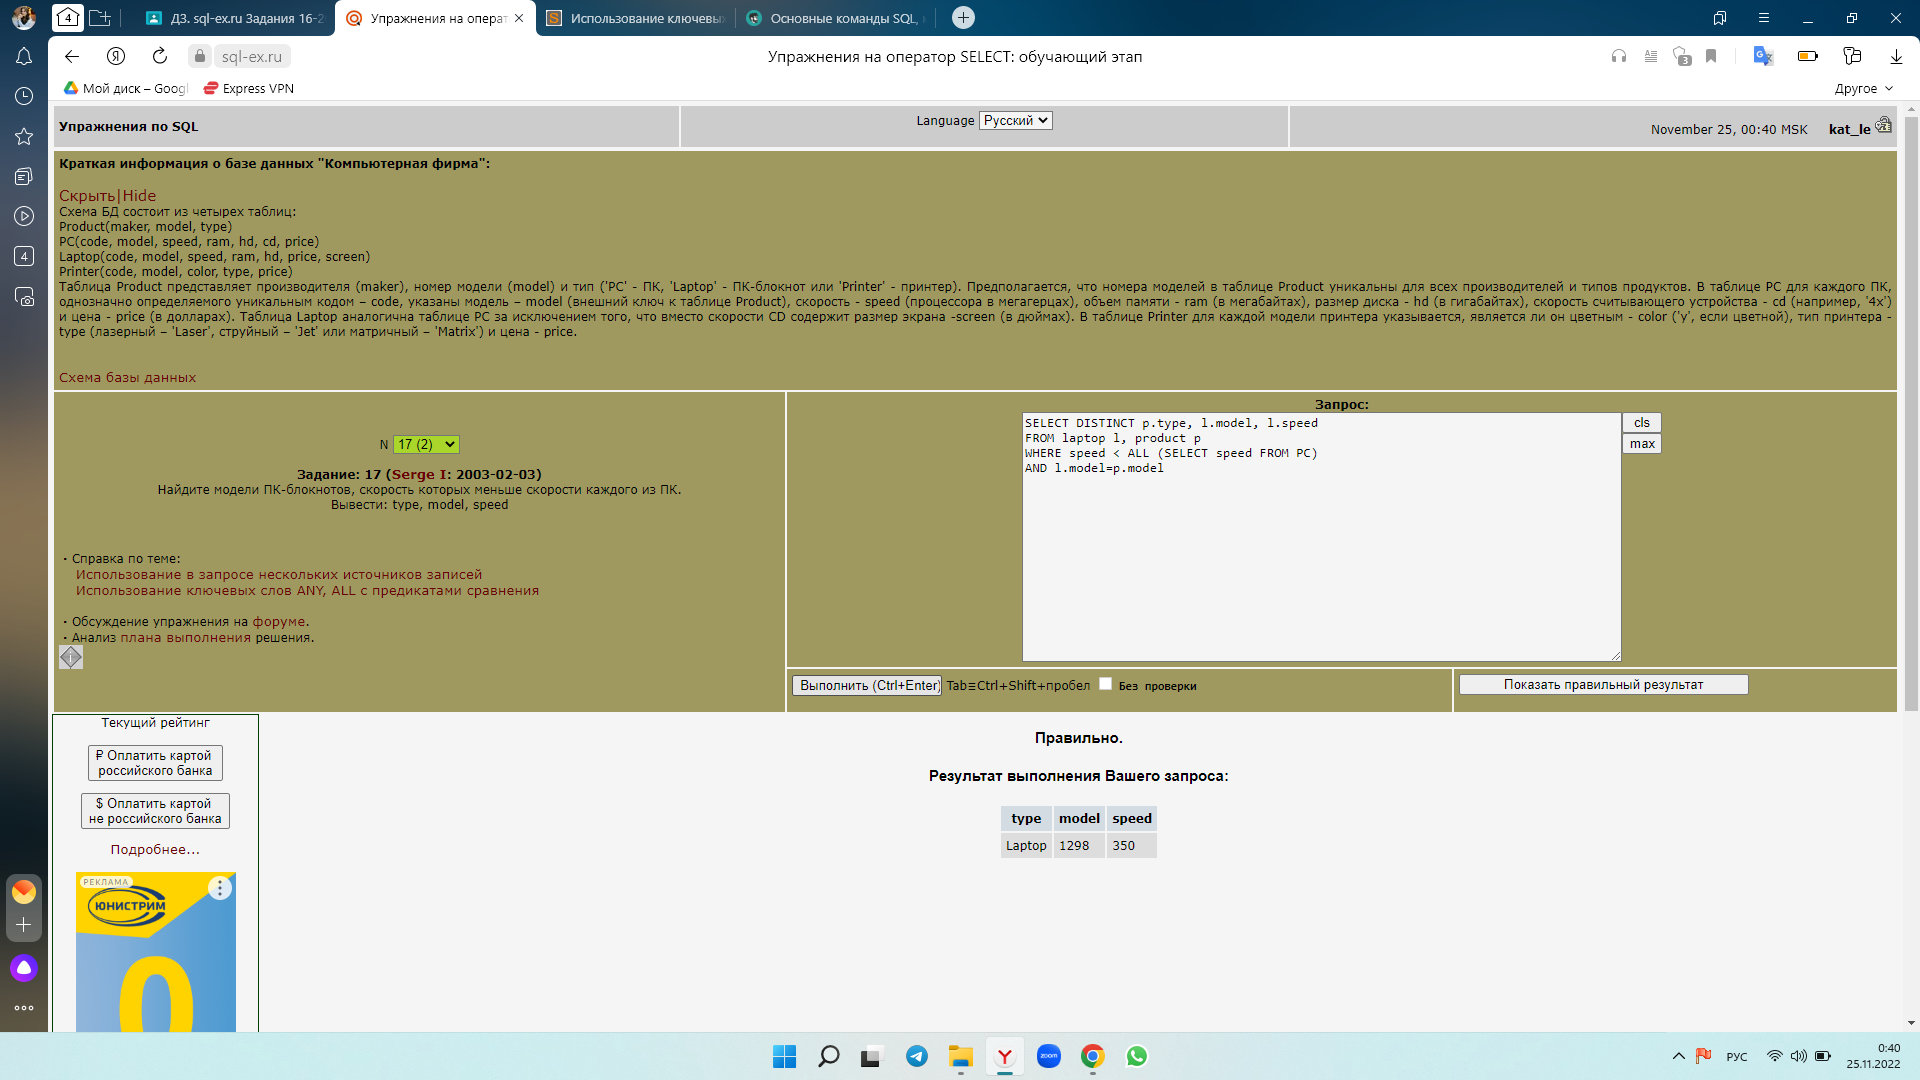 ДЗ. sql-ex.ru Задания 16-2
Упражнения на операт
Использование ключевы
Основные команды SQL,
sql-ex.ru
Упражнения на оператор SELECT: обучающий этап
3
Мой диск – Googl
Express VPN
Другое
4
Упражнения по SQL
Language Русский
November 25, 00:40 MSK kat_le
Краткая информация о базе данных "Компьютерная фирма":
Скрыть|Hide
Схема БД состоит из четырех таблиц:
Product(maker, model, type)
PC(code, model, speed, ram, hd, cd, price)
Laptop(code, model, speed, ram, hd, price, screen)
Printer(code, model, color, type, price)
Таблица Product представляет производителя (maker), номер модели (model) и тип ('PC' - ПК, 'Laptop' - ПК-блокнот или 'Printer' - принтер). Предполагается, что номера моделей в таблице Product уникальны для всех производителей и типов продуктов. В таблице PC для каждого ПК,
однозначно определяемого уникальным кодом – code, указаны модель – model (внешний ключ к таблице Product), скорость - speed (процессора в мегагерцах), объем памяти - ram (в мегабайтах), размер диска - hd (в гигабайтах), скорость считывающего устройства - cd (например, '4x')
и цена - price (в долларах). Таблица Laptop аналогична таблице PC за исключением того, что вместо скорости CD содержит размер экрана -screen (в дюймах). В таблице Printer для каждой модели принтера указывается, является ли он цветным - color ('y', если цветной), тип принтера -
type (лазерный – 'Laser', струйный – 'Jet' или матричный – 'Matrix') и цена - price.
Схема базы данных
N 17 (2)
Задание: 17 (Serge I: 2003-02-03)
Найдите модели ПК-блокнотов, скорость которых меньше скорости каждого из ПК.
Вывести: type, model, speed
· Справка по теме:
Использование в запросе нескольких источников записей
Использование ключевых слов ANY, ALL с предикатами сравнения
· Обсуждение упражнения на форуме.
· Анализ плана выполнения решения.
Запрос:
SELECT DISTINCT p.type, l.model, l.speed
FROM laptop l, product p
WHERE speed < ALL (SELECT speed FROM PC)
AND l.model=p.model
cls
max
Выполнить (Ctrl+Enter) Tab≡Ctrl+Shift+пробел Без проверки
Показать правильный результат
Текущий рейтинг
₽ Оплатить картой
российского банка
$ Оплатить картой
не российского банка
Подробнее...
РЕКЛАМА
ЮНИСТРИМ
0
Правильно.
Результат выполнения Вашего запроса:
type model speed
Laptop 1298 350
zoom
РУС
0:40
25.11.2022